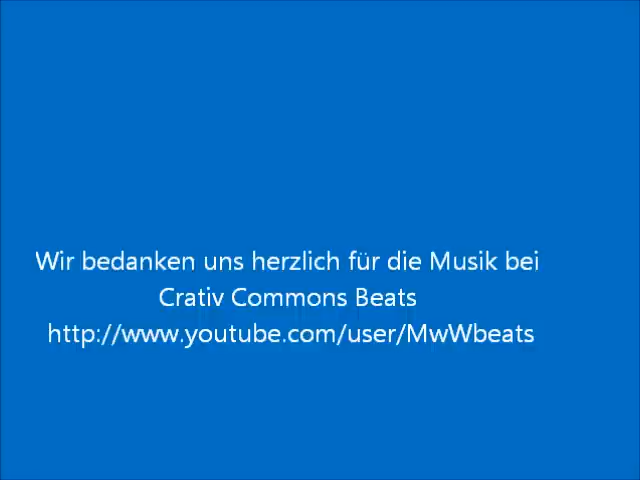 Wir bedanken uns herzlich für die Musik bei
Crativ Commons Beats
http://www.youtube.com/user/MwWbeats